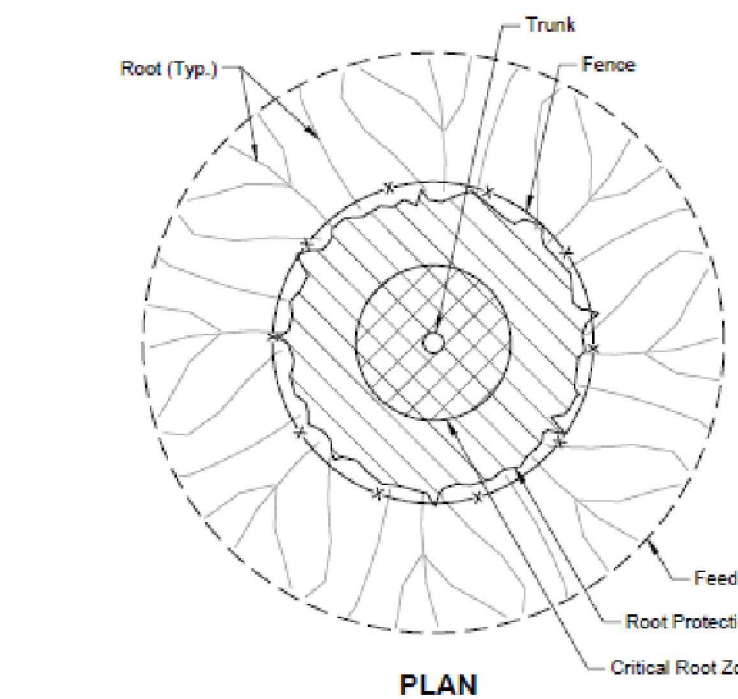 Trunk
Root (Typ.)
Fence
Feed
Root Protecti
Critical Root Zo
PLAN